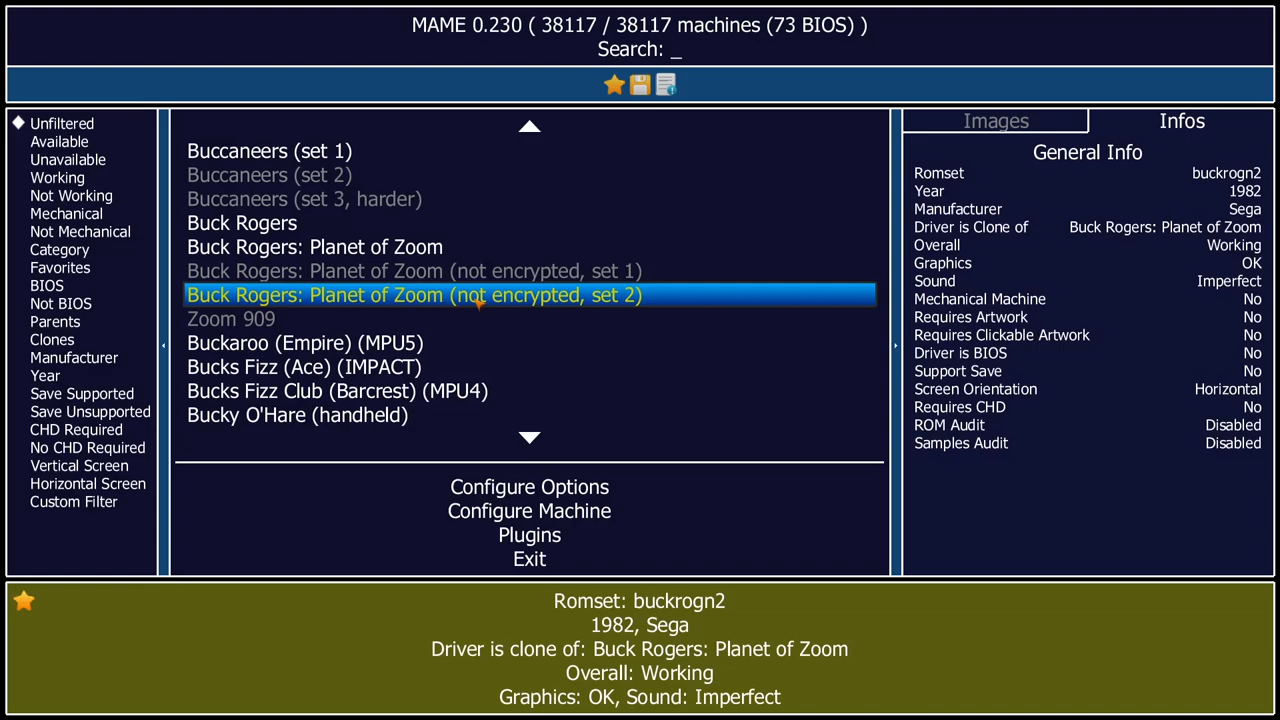 MAME 0.230 ( 38117 / 38117 machines (73 BIOS) )
Search: _
Unfiltered
Available
Unavailable
Working
Not Working
Mechanical
Not Mechanical
Category
Favorites
BIOS
Not BIOS
Parents
Clones
Manufacturer
Year
Save Supported
Save Unsupported
CHD Required
No CHD Required
Vertical Screen
Horizontal Screen
Custom Filter
Buccaneers (set 1)
Buccaneers (set 2)
Buccaneers (set 3, harder)
Buck Rogers
Buck Rogers: Planet of Zoom
Buck Rogers: Planet of Zoom (not encrypted, set 1)
Buck Rogers: Planet of Zoom (not encrypted, set 2)
Zoom 909
Buckaroo (Empire) (MPU5)
Bucks Fizz (Ace) (IMPACT)
Bucks Fizz Club (Barcrest) (MPU4)
Bucky O'Hare (handheld)
Configure Options
Configure Machine
Plugins
Exit
Images Infos
General Info
Romset buckrogn2
Year 1982
Manufacturer Sega
Driver is Clone of Buck Rogers: Planet of Zoom
Overall Working
Graphics OK
Sound Imperfect
Mechanical Machine No
Requires Artwork No
Requires Clickable Artwork No
Driver is BIOS No
Support Save No
Screen Orientation Horizontal
Requires CHD No
ROM Audit Disabled
Samples Audit Disabled
Romset: buckrogn2
1982, Sega
Driver is clone of: Buck Rogers: Planet of Zoom
Overall: Working
Graphics: OK, Sound: Imperfect